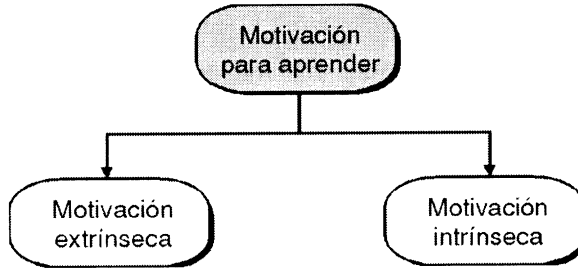 Motivación
para aprender
Motivación
extrínseca
Motivación
intrínseca